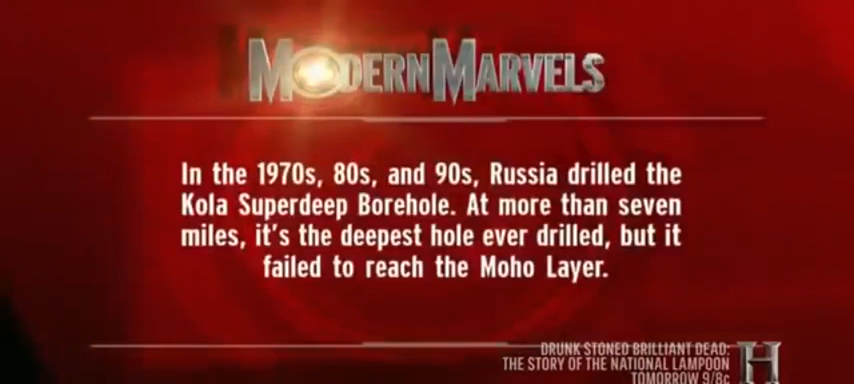 MODERN MARVELS
In the 1970s, 80s, and 90s, Russia drilled the
Kola Superdeep Borehole. At more than seven
miles, it's the deepest hole ever drilled, but it
failed to reach the Moho Layer.
DRUNK STONED BRILLIANT DEAD:
THE STORY OF THE NATIONAL LAMPOON
TOMORROW 9/8c
H